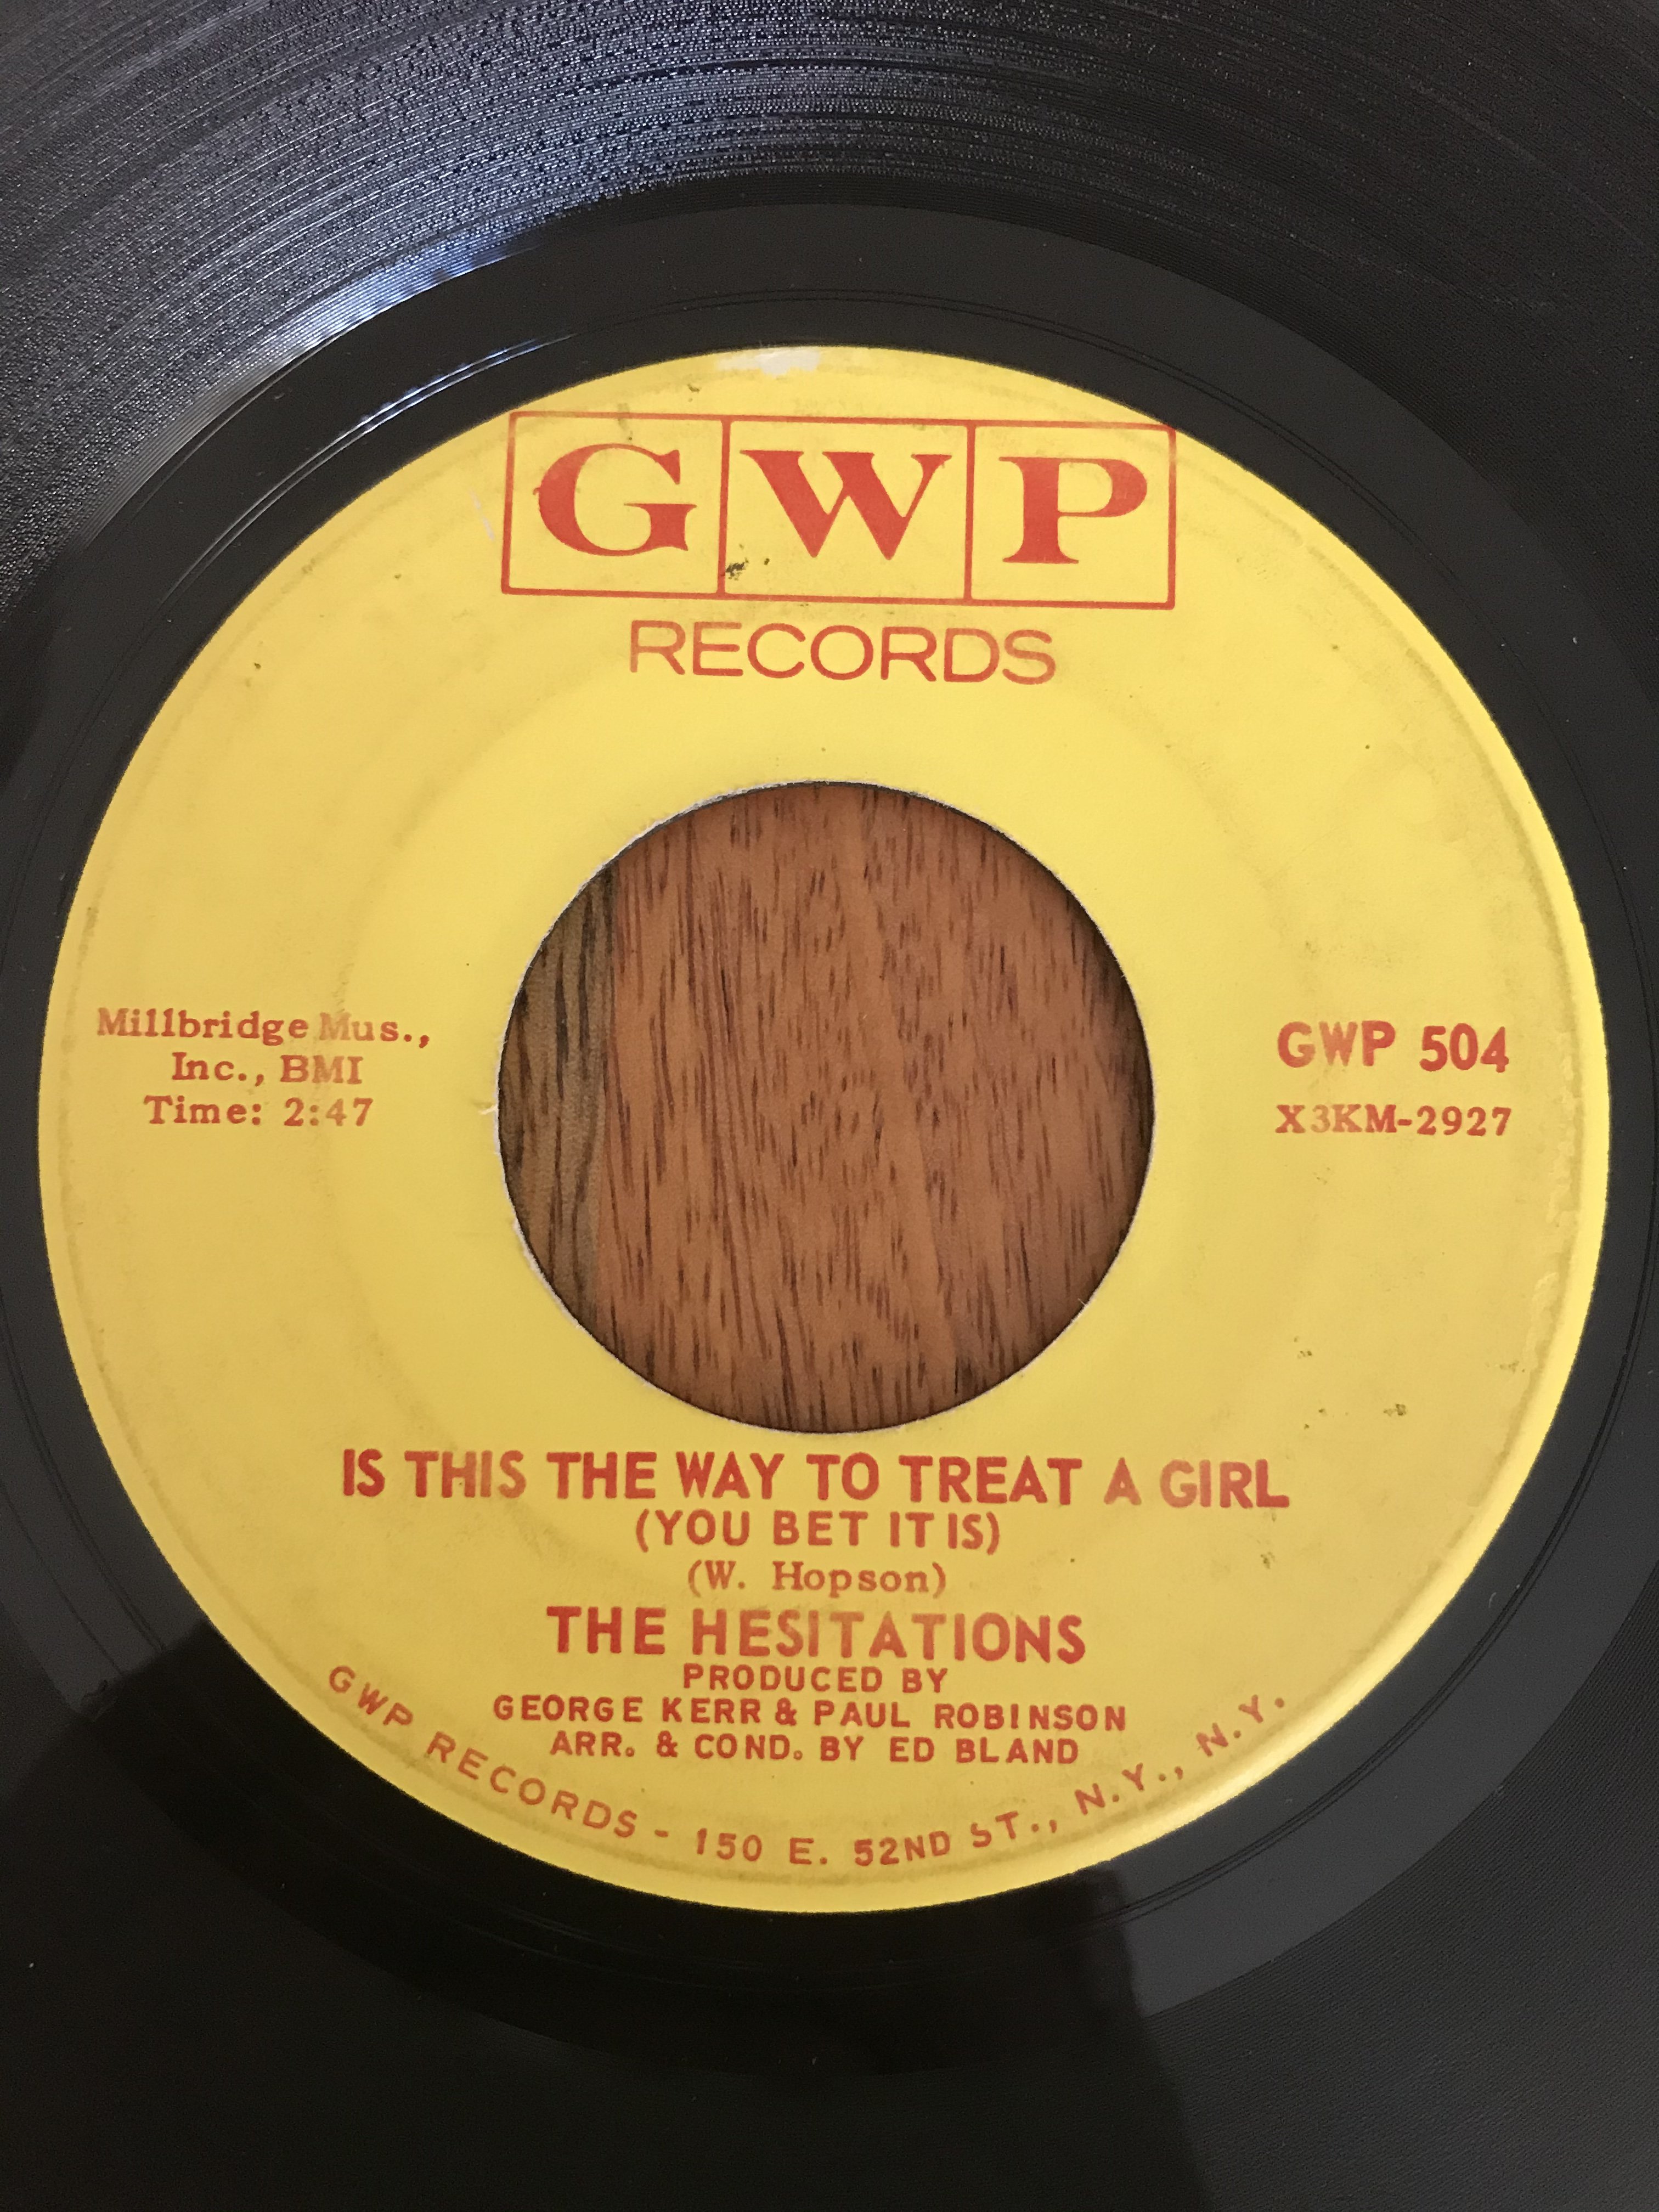 GWP
RECORDS
Millbridge Mus.,
Inc., BMI
Time: 2:47
GWP 504
X3KM-2927
IS THIS THE WAY TO TREAT A GIRL
(YOU BET IT IS)
(W. Hopson)
THE HESITATIONS
PRODUCED BY
GEORGE KERR & PAUL ROBINSON
ARR. & COND. BY ED BLAND
GWP RECORDS - 150 E. 52ND ST., N.Y., N.Y.